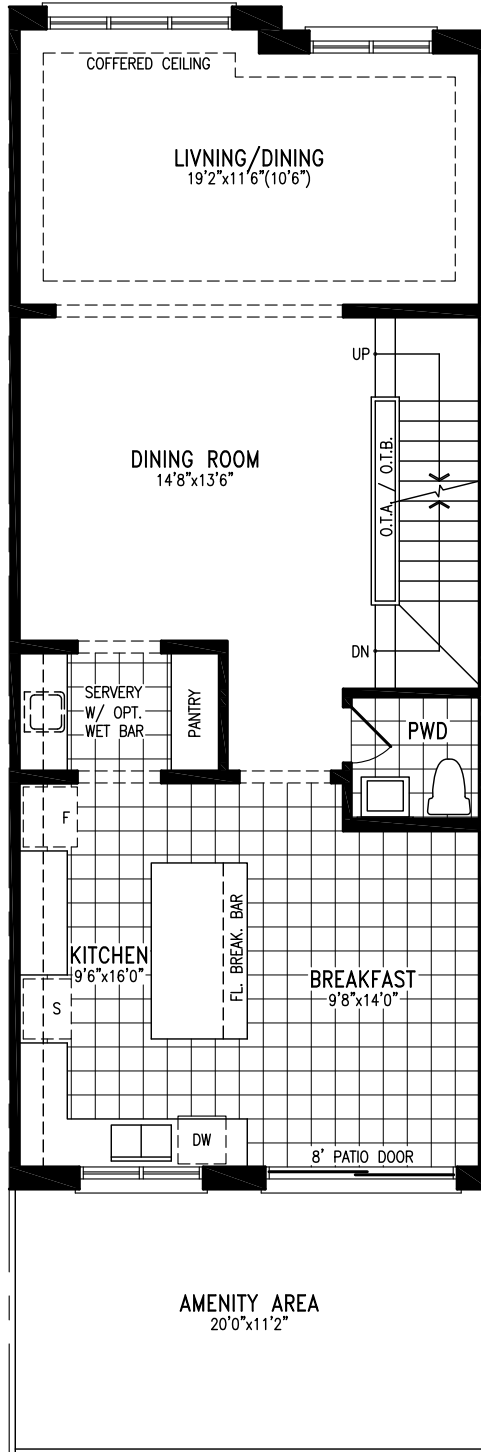 COFFERED CEILING
LIVNING/DINING
19'2"x11'6"(10'6")
UP
DINING ROOM
14'8"x13'6"
O.T.A. / O.T.B.
DN
SERVERY
W/ OPT.
WET BAR
PANTRY
PWD
F
FL. BREAK. BAR
KITCHEN
9'6"x16'0"
BREAKFAST
9'8"x14'0"
S
DW
8' PATIO DOOR
AMENITY AREA
20'0"x11'2"